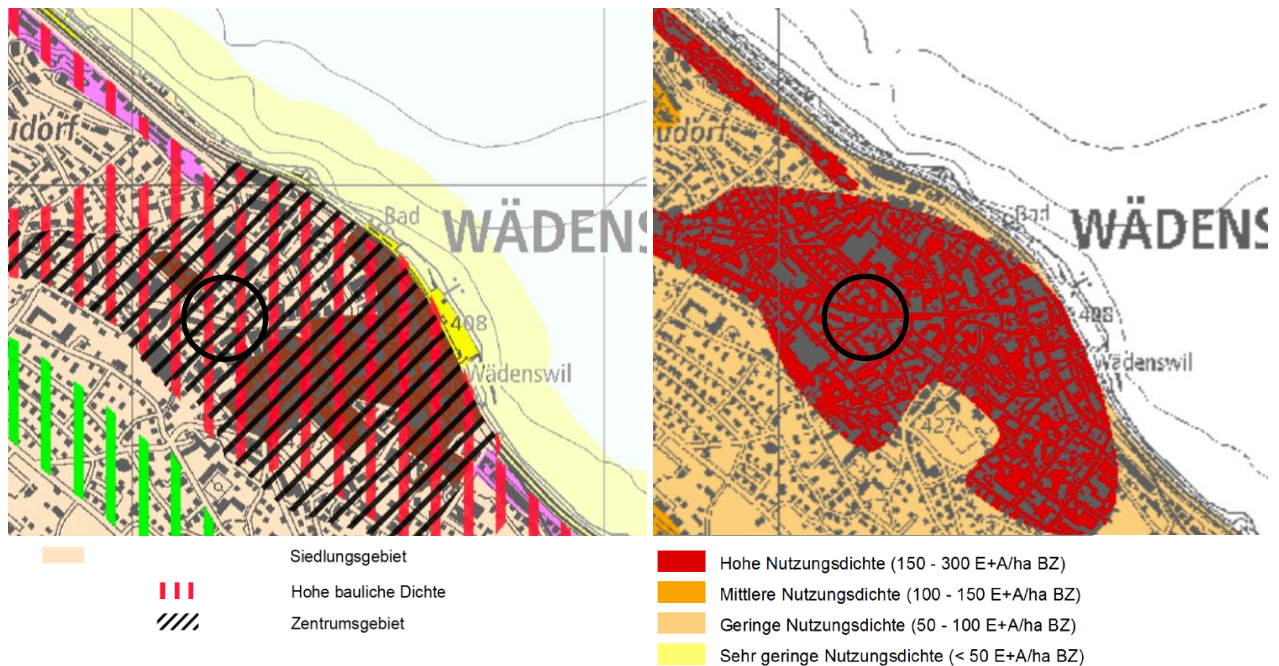 udorf
Bad
WÄDENS
408
Wädenswil
Siedlungsgebiet
Hohe bauliche Dichte
Zentrumsgebiet
udorf
Bad
WÄDENS
408
Wädenswil
427
Hohe Nutzungsdichte (150 - 300 E+A/ha BZ)
Mittlere Nutzungsdichte (100 - 150 E+A/ha BZ)
Geringe Nutzungsdichte (50 - 100 E+A/ha BZ)
Sehr geringe Nutzungsdichte (< 50 E+A/ha BZ)